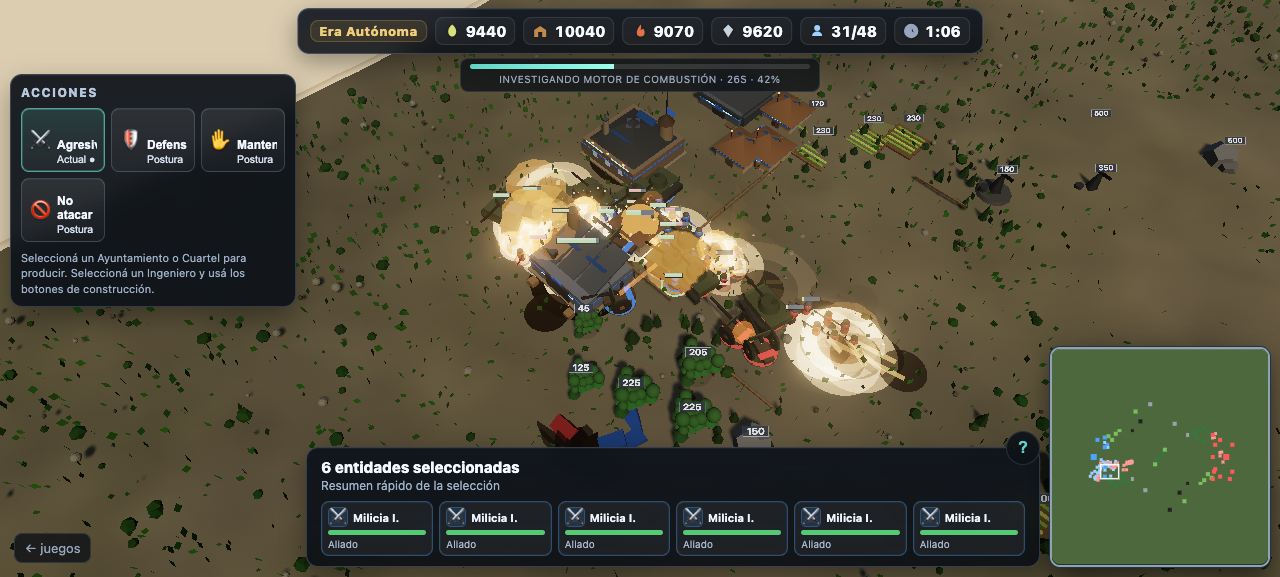 Era Autónoma 9440 10040 9070 9620 31/48 1:06
INVESTIGANDO MOTOR DE COMBUSTIÓN · 26S · 42%
ACCIONES
Agresiv
Actual •
Defens
Postura
Manten
Postura
No
atacar
Postura
Seleccioná un Ayuntamiento o Cuartel para
producir. Seleccioná un Ingeniero y usá los
botones de construcción.
170
230
230
230
500
600
150
350
45
125
225
205
225
150
6 entidades seleccionadas
Resumen rápido de la selección
?
Milicia I. Milicia I. Milicia I. Milicia I. Milicia I. Milicia I.
Aliado Aliado Aliado Aliado Aliado Aliado
← juegos